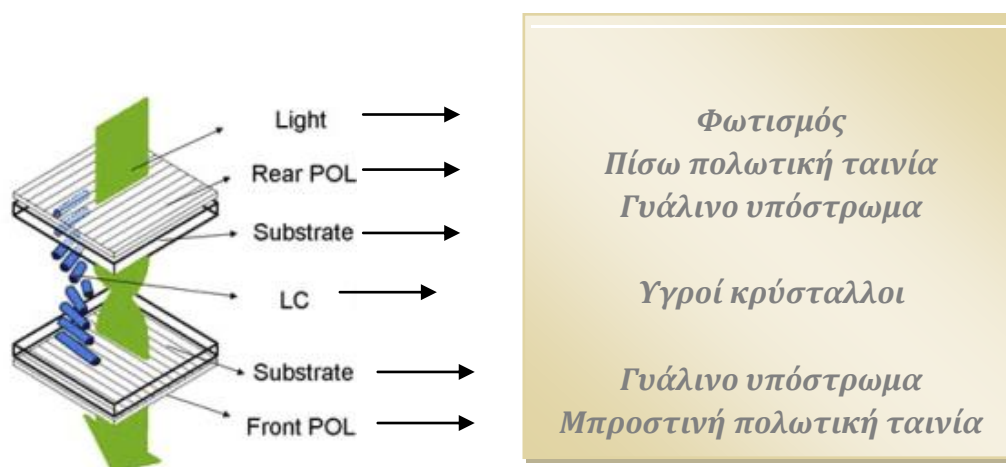 Light
Rear POL
Substrate
LC
Substrate
Front POL
Φωτισμός
Πίσω πολωτική ταινία
Γυάλινο υπόστρωμα
Υγροί κρύσταλλοι
Γυάλινο υπόστρωμα
Μπροστινή πολωτική ταινία